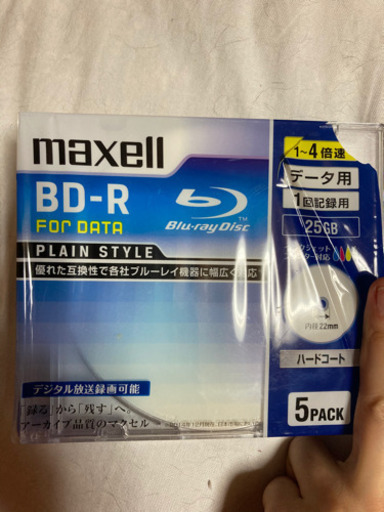 maxell
BD-R
FOR DATA
Blu-ray Disc
PLAIN STYLE
優れた互換性で各社ブルーレイ機器に幅広く対応
デジタル放送録画可能
「録る」から「残す」へ。
アーカイブ品質のマクセル
1~4倍速
データ用
1回記録用
25GB
対応
内径22mm
ハードコート
5PACK